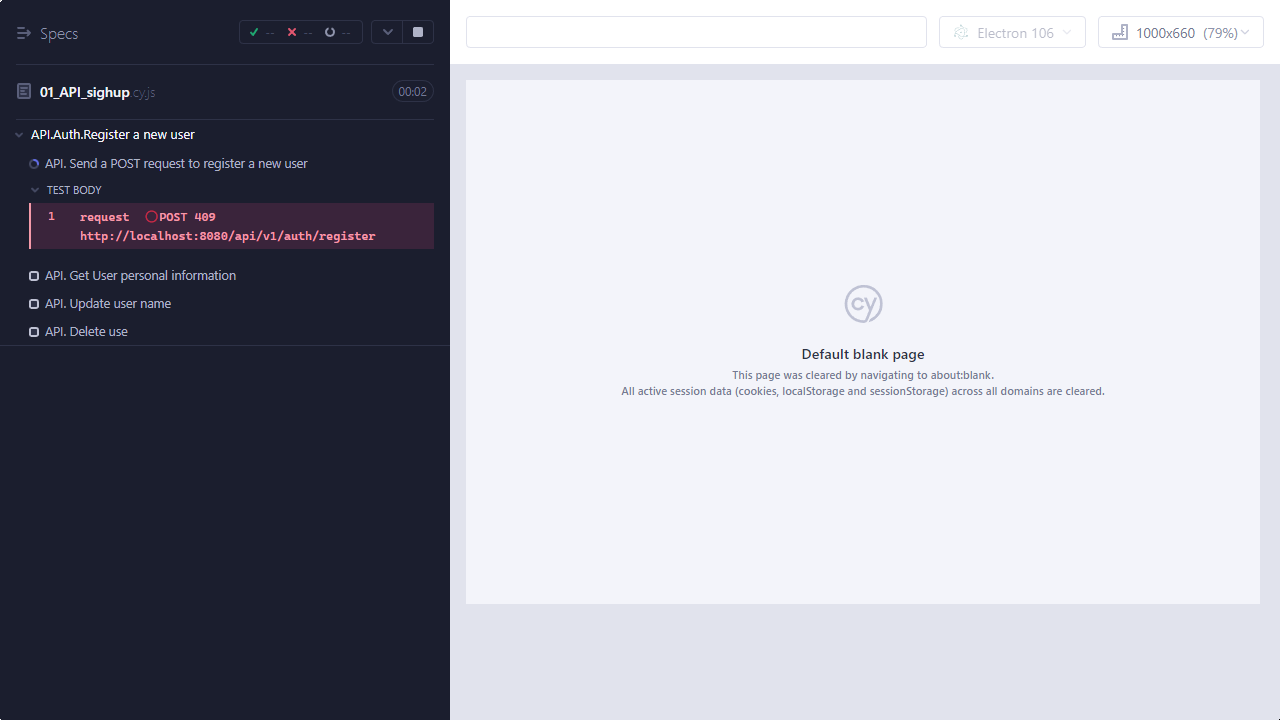 Specs
--
--
--
Electron 106
1000x660 (79%)
01_API_sighup.cy.js
00:02
API.Auth.Register a new user
API. Send a POST request to register a new user
TEST BODY
1 request POST 409
http://localhost:8080/api/v1/auth/register
API. Get User personal information
API. Update user name
API. Delete use
cy
Default blank page
This page was cleared by navigating to about:blank.
All active session data (cookies, localStorage and sessionStorage) across all domains are cleared.